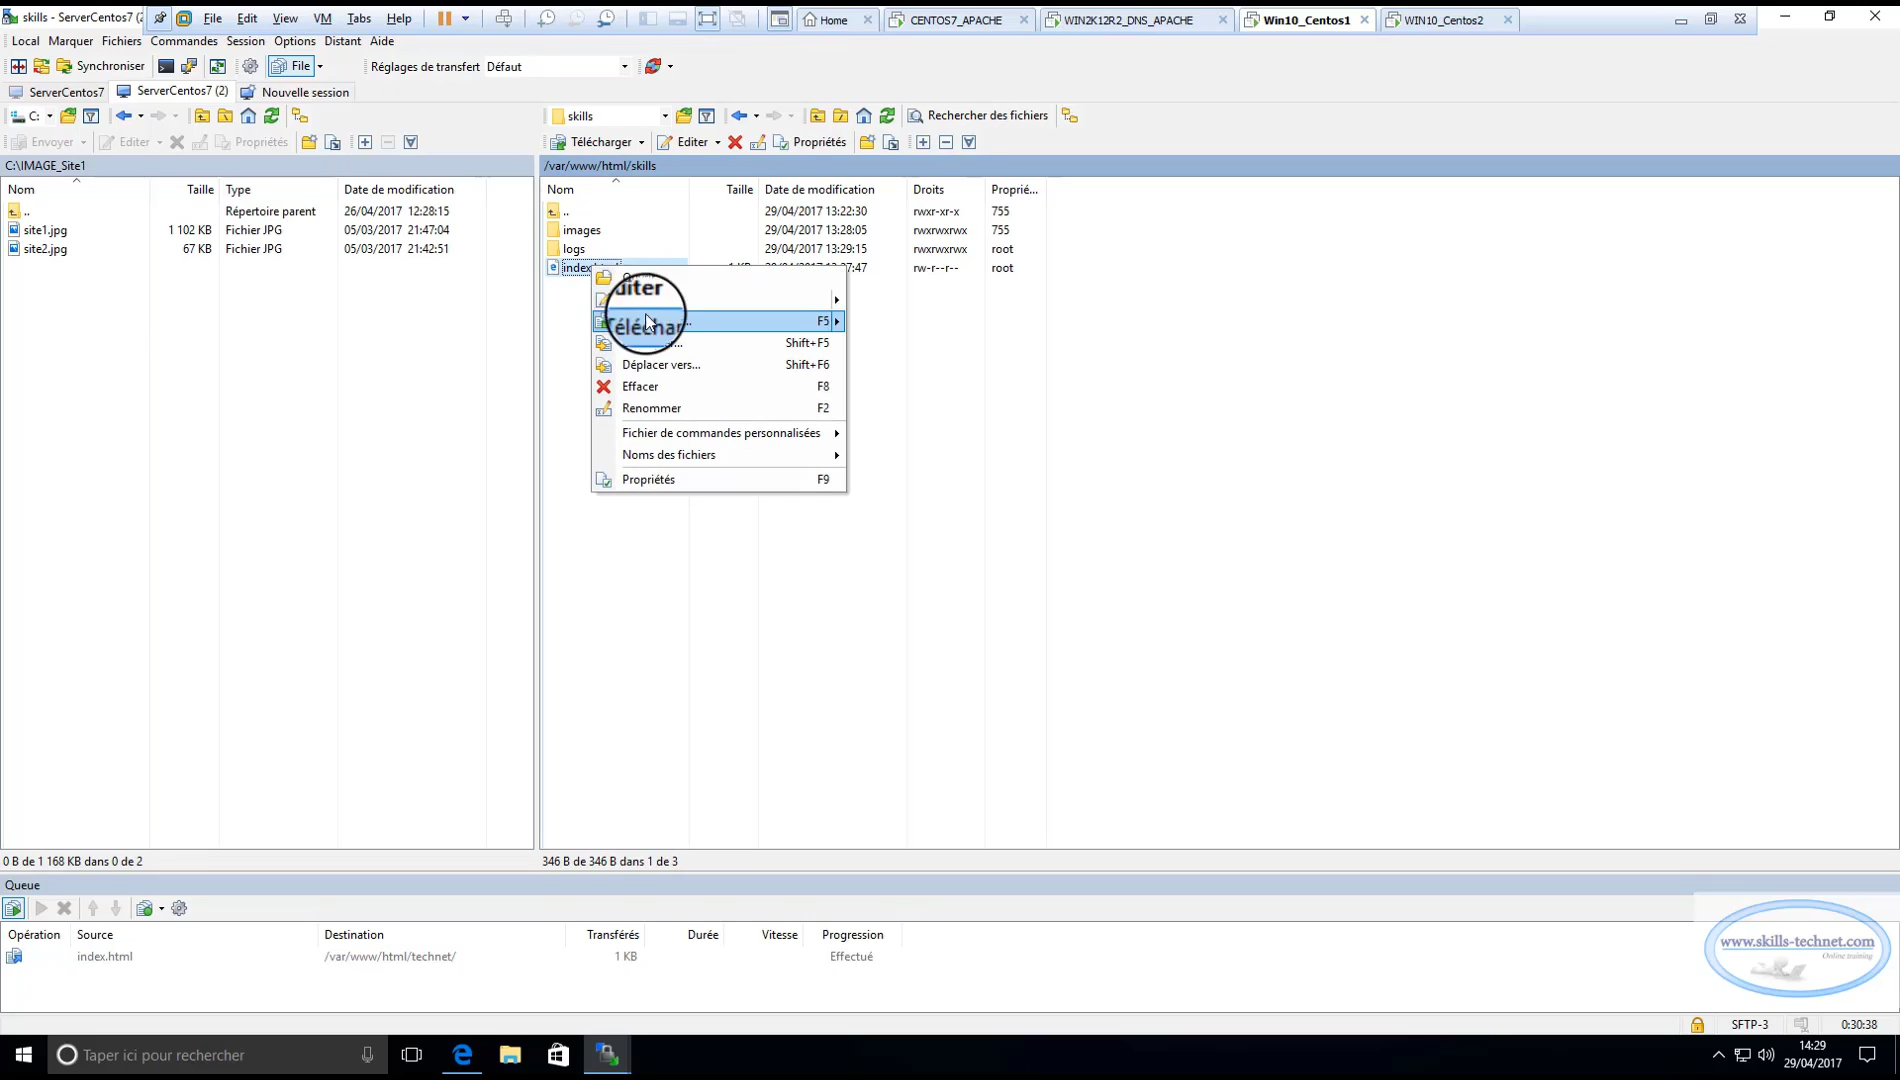 skills - ServerCentos7 (2
File Edit View VM Tabs Help
Home
CENTOS7_APACHE
WIN2K12R2_DNS_APACHE
Win10_Centos1
WIN10_Centos2
Local Marquer Fichiers Commandes Session Options Distant Aide
Synchroniser
File
Réglages de transfert Défaut
ServerCentos7
ServerCentos7 (2)
Nouvelle session
C:
skills
Rechercher des fichiers
Envoyer
Editer
Propriétés
Télécharger
Editer
Propriétés
C:\IMAGE_Site1
/var/www/html/skills
Nom Taille Type Date de modification
.. Répertoire parent 26/04/2017 12:28:15
site1.jpg 1 102 KB Fichier JPG 05/03/2017 21:47:04
site2.jpg 67 KB Fichier JPG 05/03/2017 21:42:51
Nom Taille Date de modification Droits Proprié...
.. 29/04/2017 13:22:30 rwxr-xr-x 755
images 29/04/2017 13:28:05 rwxrwxrwx 755
logs 29/04/2017 13:29:15 rwxrwxrwx root
rw-r--r-- root
F5
Shift+F5
Déplacer vers... Shift+F6
Effacer F8
Renommer F2
Fichier de commandes personnalisées
Noms des fichiers
Propriétés F9
0 B de 1 168 KB dans 0 de 2
346 B de 346 B dans 1 de 3
Queue
Opération Source Destination Transférés Durée Vitesse Progression
index.html /var/www/html/technet/ 1 KB Effectué
www.skills-technet.com
Online training
SFTP-3
0:30:38
Taper ici pour rechercher
14:29
29/04/2017